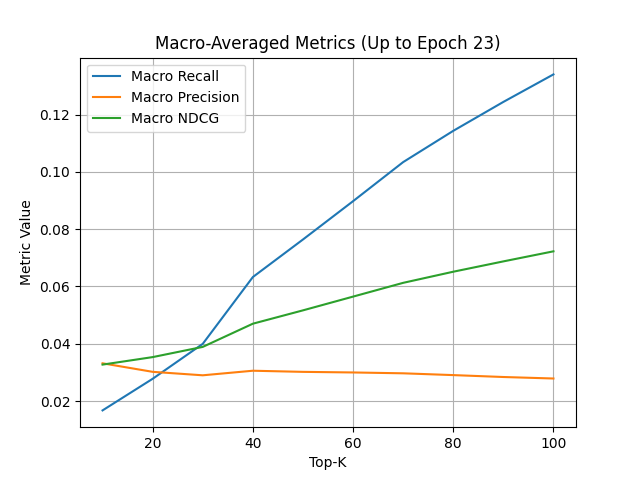 Macro-Averaged Metrics (Up to Epoch 23)
Macro Recall
Macro Precision
Macro NDCG
Metric Value
0.12
0.10
0.08
0.06
0.04
0.02
20 40 60 80 100
Top-K